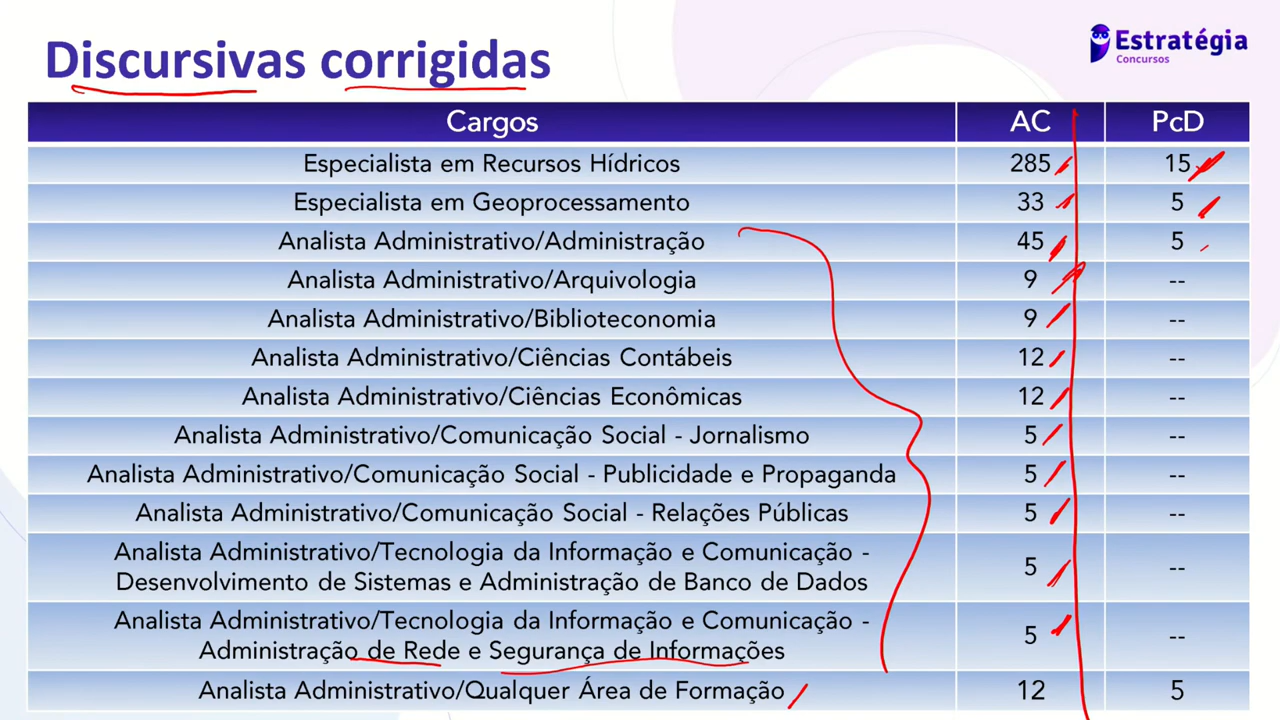 Discursivas corrigidas
Estratégia
Concursos
Cargos AC PcD
Especialista em Recursos Hídricos 285 15
Especialista em Geoprocessamento 33 5
Analista Administrativo/Administração 45 5
Analista Administrativo/Arquivologia 9 --
Analista Administrativo/Biblioteconomia 9 --
Analista Administrativo/Ciências Contábeis 12 --
Analista Administrativo/Ciências Econômicas 12 --
Analista Administrativo/Comunicação Social - Jornalismo 5 --
Analista Administrativo/Comunicação Social - Publicidade e Propaganda 5 --
Analista Administrativo/Comunicação Social - Relações Públicas 5 --
Analista Administrativo/Tecnologia da Informação e Comunicação -
Desenvolvimento de Sistemas e Administração de Banco de Dados 5 --
Analista Administrativo/Tecnologia da Informação e Comunicação -
Administração de Rede e Segurança de Informações 5 --
Analista Administrativo/Qualquer Área de Formação 12 5